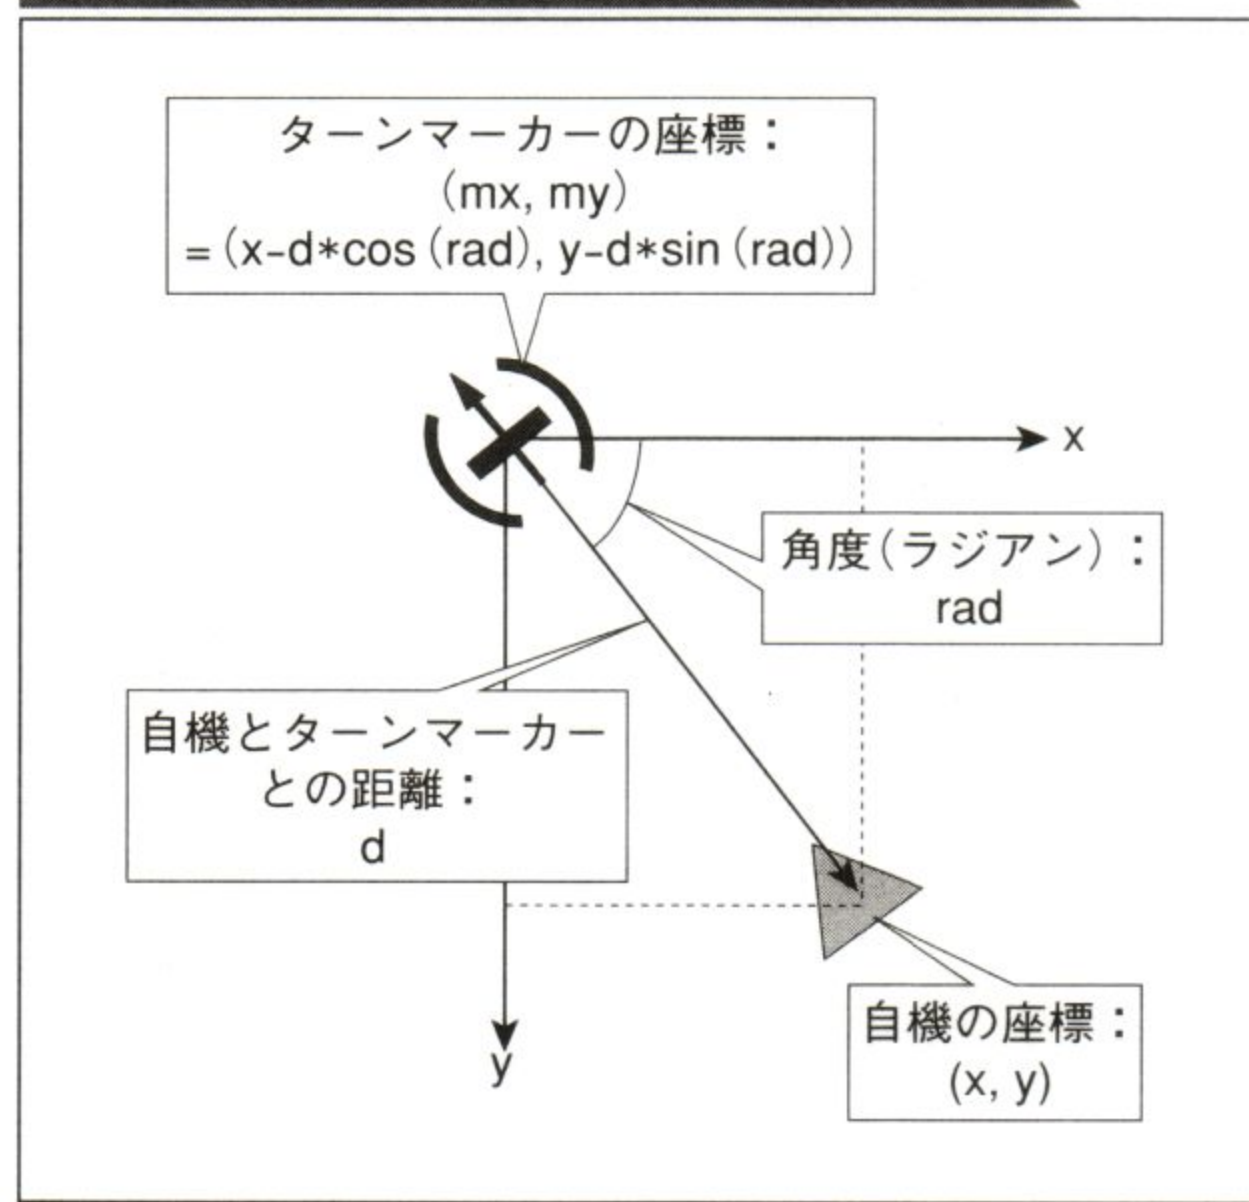 ターンマーカーの座標：
(mx, my)
= (x-d*cos (rad), y-d*sin (rad))
x
角度(ラジアン)：
rad
自機とターンマーカー
との距離：
d
y
自機の座標：
(x, y)